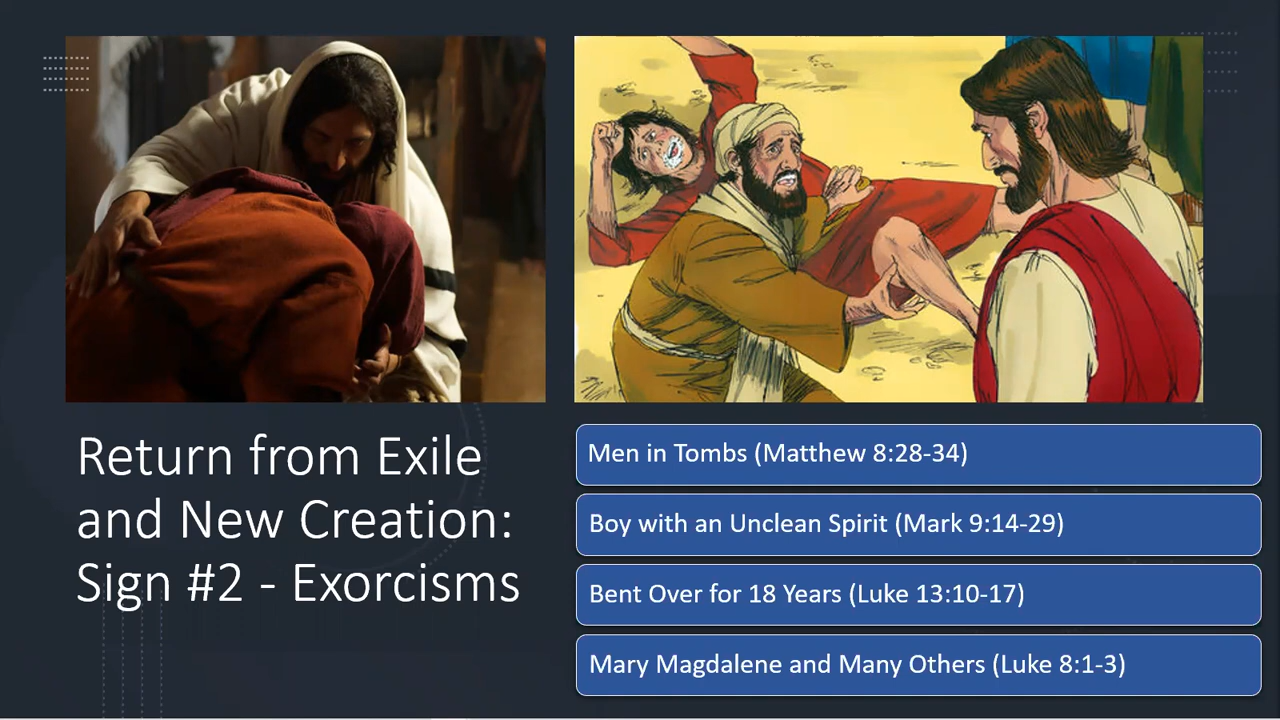 Return from Exile
and New Creation:
Sign #2 - Exorcisms
Men in Tombs (Matthew 8:28-34)
Boy with an Unclean Spirit (Mark 9:14-29)
Bent Over for 18 Years (Luke 13:10-17)
Mary Magdalene and Many Others (Luke 8:1-3)